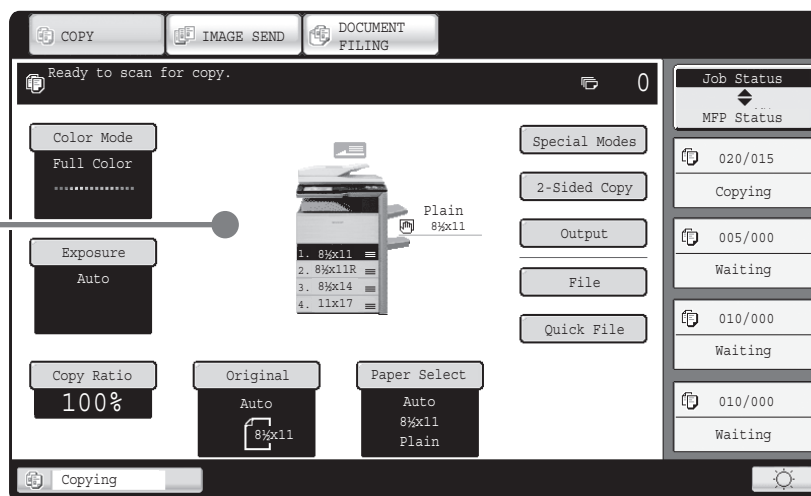 COPY
IMAGE SEND
DOCUMENT
FILING
Ready to scan for copy.
0
Job Status
MFP Status
Color Mode
Full Color
Exposure
Auto
Copy Ratio
100%
Original
Auto
8½x11
Paper Select
Auto
8½x11
Plain
Plain
8½x11
1. 8½x11
2. 8½x11R
3. 8½x14
4. 11x17
Special Modes
2-Sided Copy
Output
File
Quick File
020/015
Copying
005/000
Waiting
010/000
Waiting
010/000
Waiting
Copying